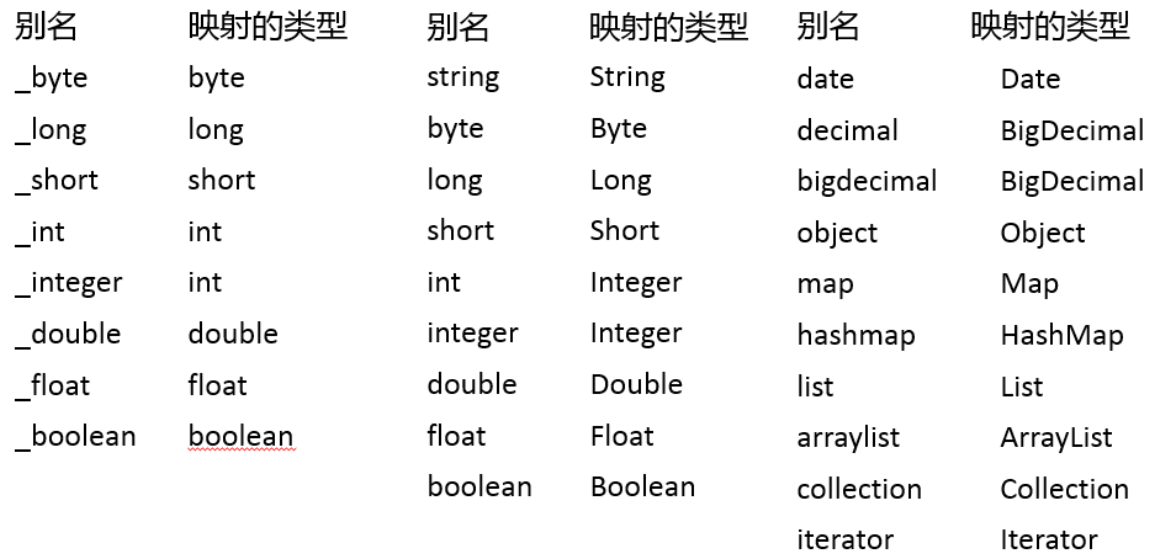 别名 映射的类型 别名 映射的类型 别名 映射的类型
_byte byte string String date Date
_long long byte Byte decimal BigDecimal
_short short long Long bigdecimal BigDecimal
_int int short Short object Object
_integer int int Integer map Map
_double double integer Integer hashmap HashMap
_float float double Double list List
_boolean boolean float Float arraylist ArrayList
boolean Boolean collection Collection
iterator Iterator